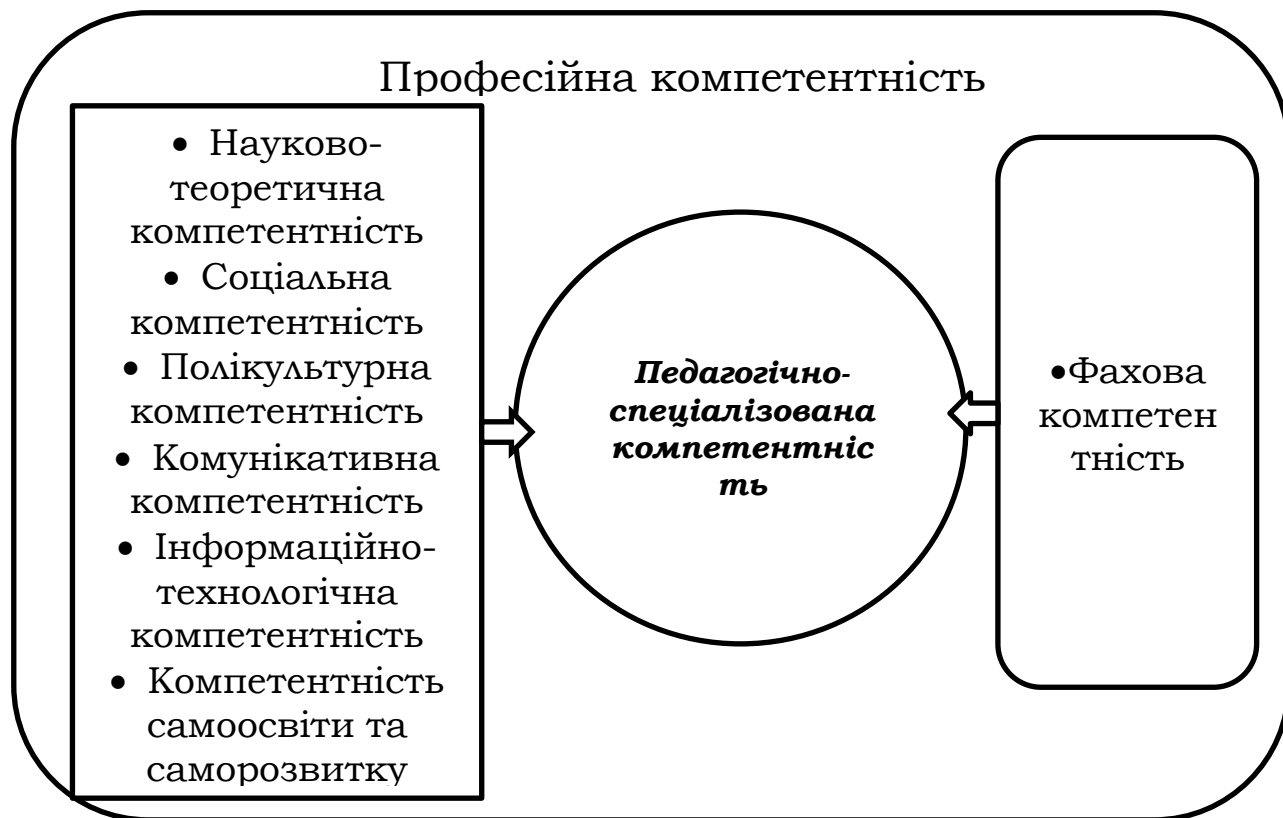 Професійна компетентність
• Науково-
теоретична
компетентність
• Соціальна
компетентність
• Полікультурна
компетентність
• Комунікативна
компетентність
• Інформаційно-
технологічна
компетентність
• Компетентність
самоосвіти та
саморозвитку
Педагогічно-
спеціалізована
компетентніс
ть
•Фахова
компетен
тність